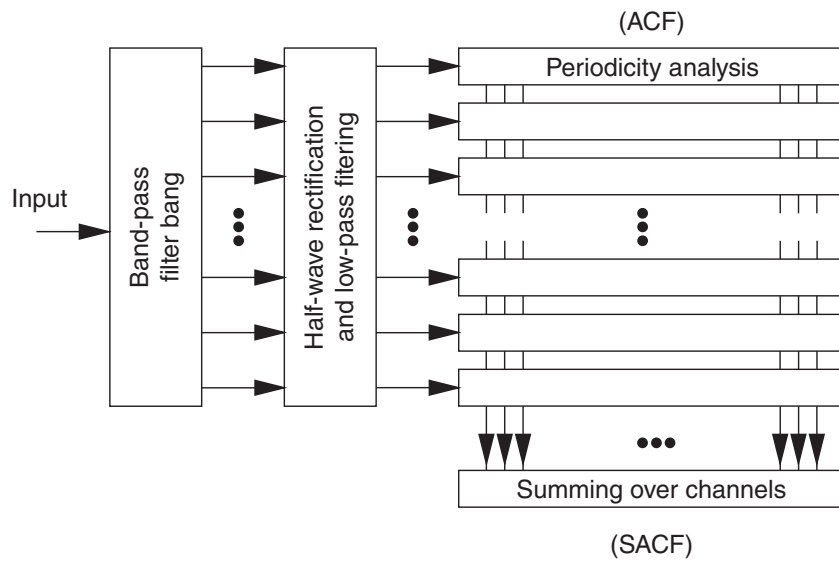 (ACF)
Periodicity analysis
Input
Band-pass
filter bang
Half-wave rectification
and low-pass fitering
Summing over channels
(SACF)